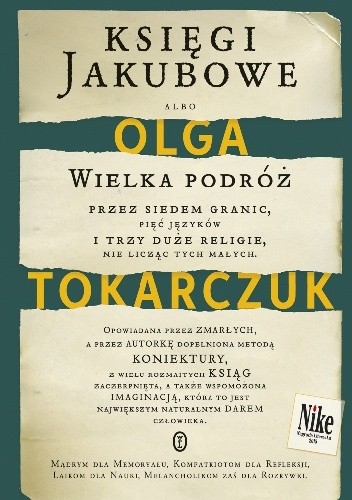 KSIĘGI
JAKUBOWE
ALBO
OLGA
WIELKA PODRÓŻ
PRZEZ SIEDEM GRANIC,
PIĘĆ JĘZYKÓW
I TRZY DUŻE RELIGIE,
NIE LICZĄC TYCH MAŁYCH.
TOKARCZUK
OPOWIADANA PRZEZ ZMARŁYCH,
A PRZEZ AUTORKĘ DOPEŁNIONA METODĄ
KONIEKTURY,
Z WIELU ROZMAITYCH KSIĄG
ZACZERPNIĘTA, A TAKŻE WSPOMOŻONA
IMAGINACJĄ, KTÓRA TO JEST
NAJWIĘKSZYM NATURALNYM DAREM
CZŁOWIEKA.
Nike
MĄDRYM DLA MEMORYAŁU, KOMPATRIOTOM DLA REFLEKSJI,
LAIKOM DLA NAUKI, MELANCHOLIKOM ZAŚ DLA ROZRYWKI.